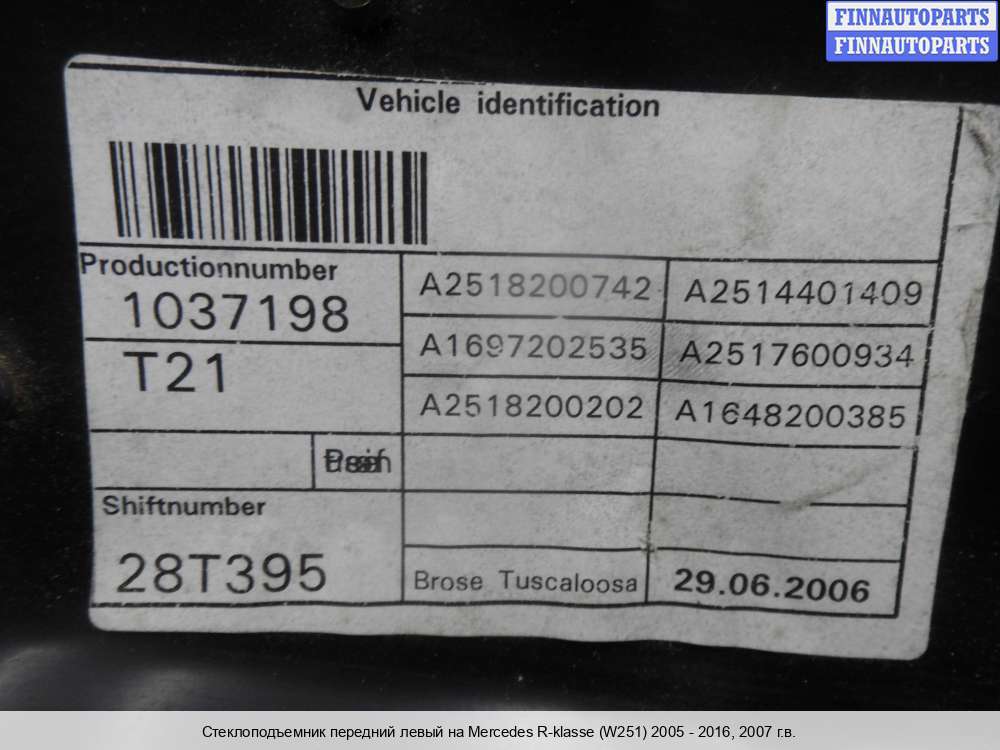 FINNAUTOPARTS
FINNAUTOPARTS
Vehicle identification
Productionnumber
1037198
A2518200742
A2514401409
T21
A1697202535
A2517600934
A2518200202
A1648200385
Shiftnumber
28T395
Brose Tuscaloosa
29.06.2006
Стеклоподъемник передний левый на Mercedes R-klasse (W251) 2005 - 2016, 2007 г.в.